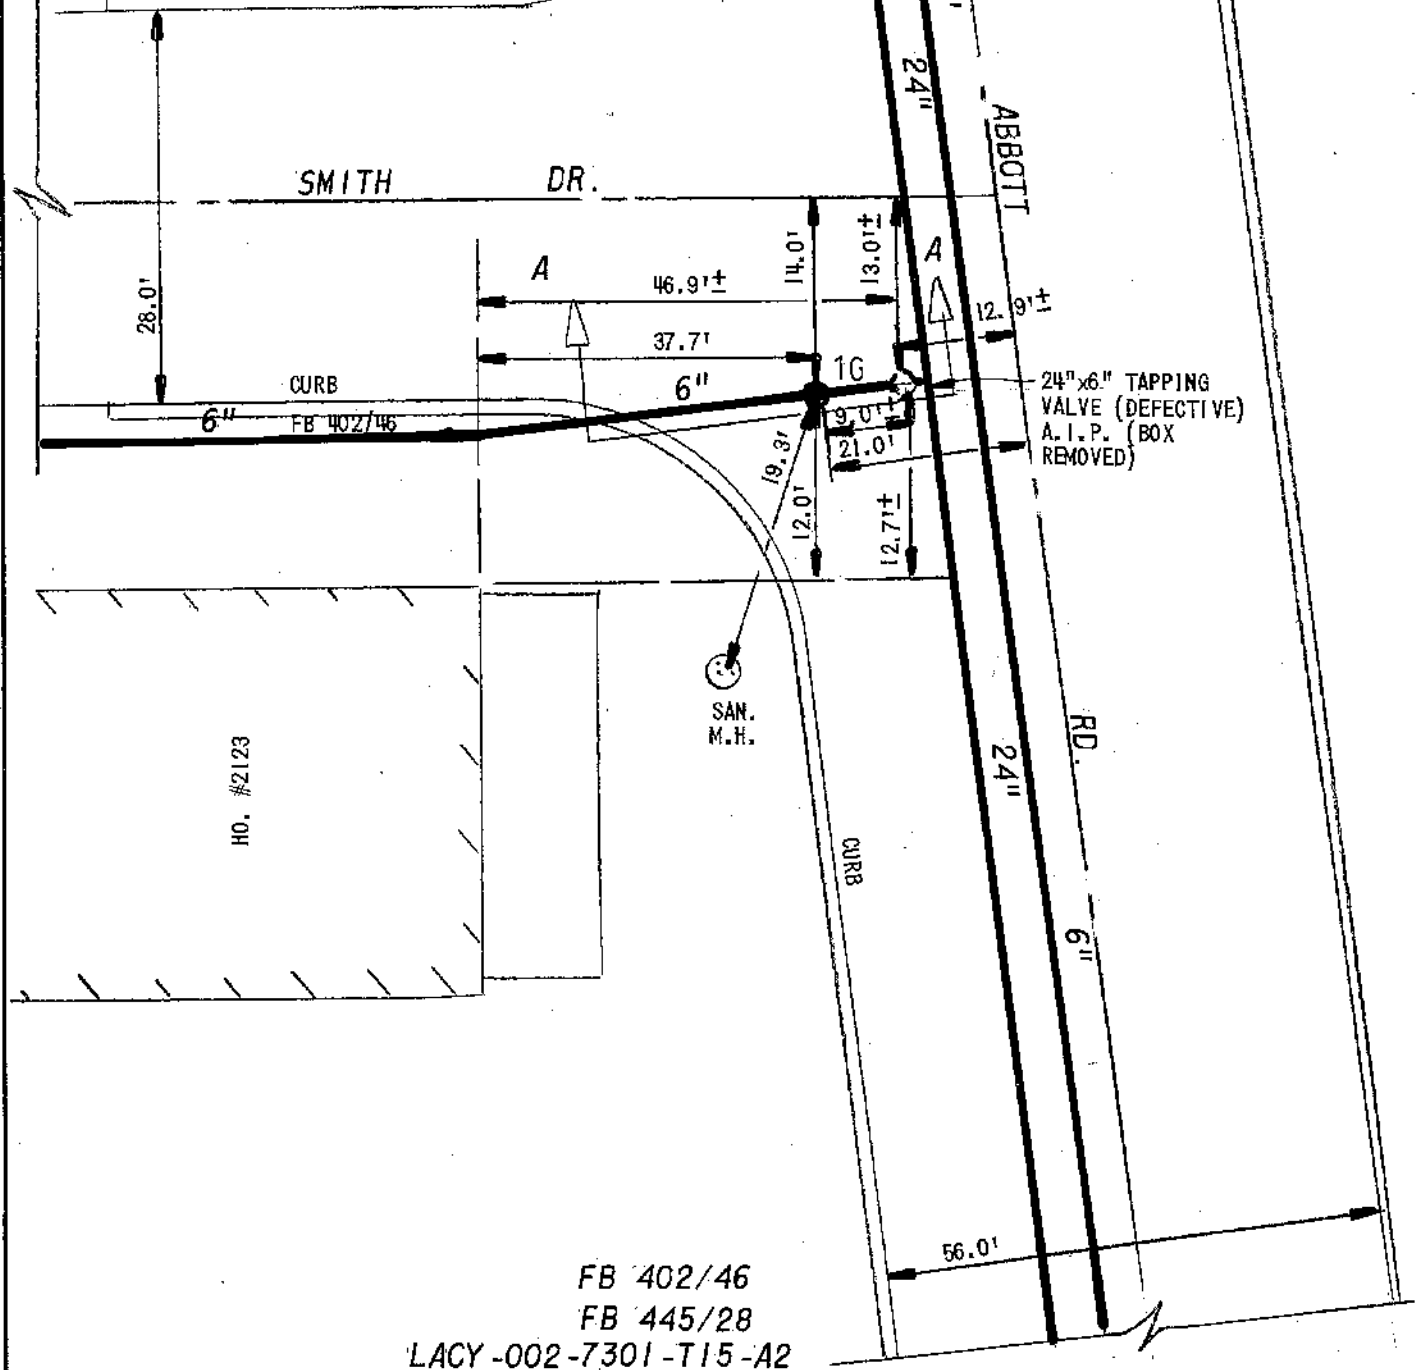 24"
ABBOTT
SMITH DR.
28.0'
A
46.9'±
14.0'
13.0'±
A
12.9'±
37.7'
1G
6"
CURB
6"
FB 402/46
9.0'±
21.0'
24"x6" TAPPING
VALVE (DEFECTIVE)
A.I.P. (BOX
REMOVED)
19.3'
12.0'
12.7'±
SAN.
M.H.
HO. #2123
RD.
24"
CURB
6"
56.0'
FB 402/46
FB 445/28
LACY-002-7301-T15-A2